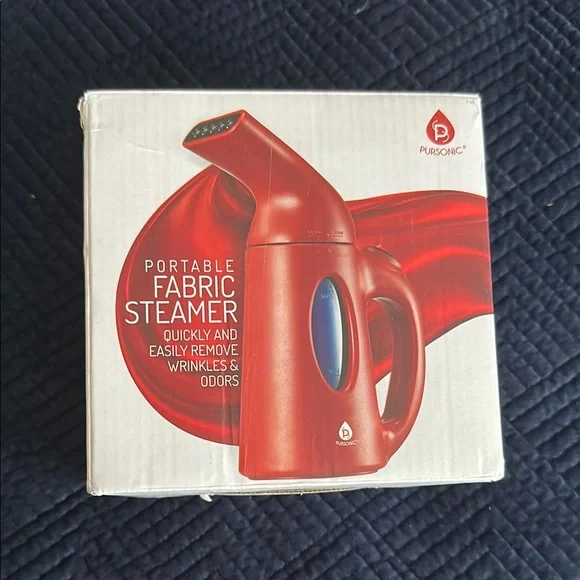 PURSONIC®
PORTABLE
FABRIC
STEAMER
QUICKLY AND
EASILY REMOVE
WRINKLES &
ODORS
PURSONIC®